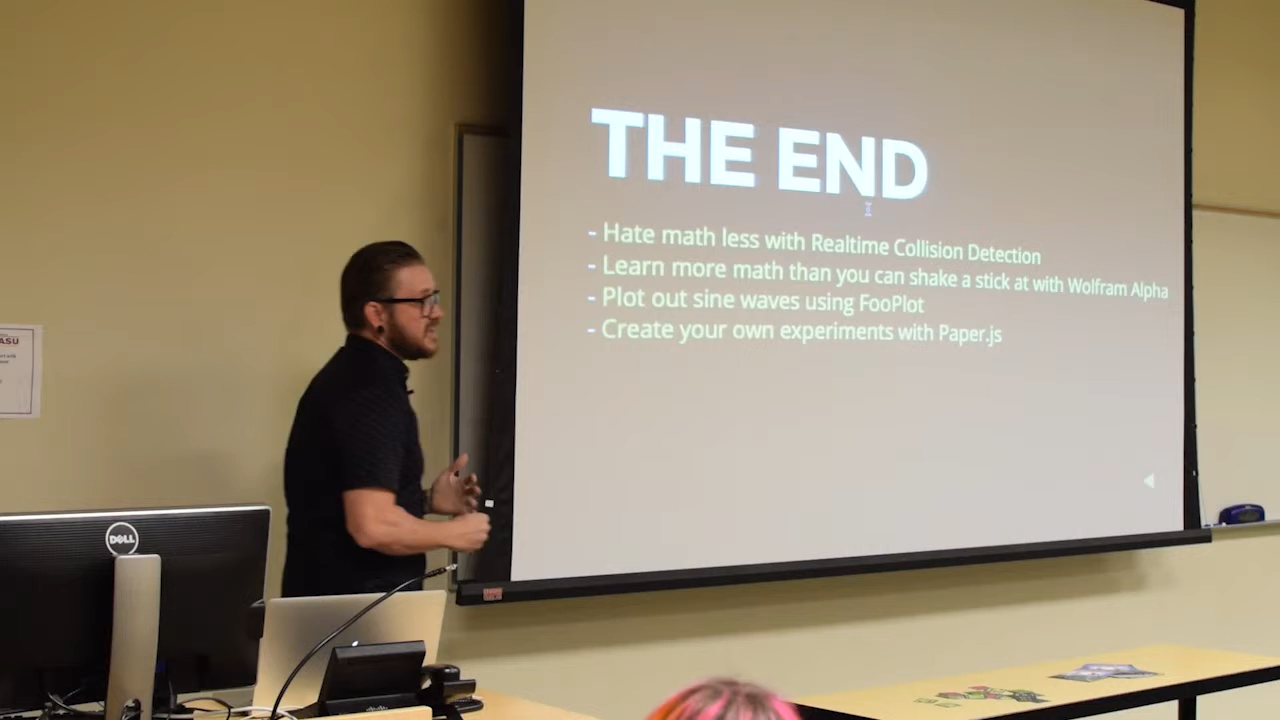 THE END
- Hate math less with Realtime Collision Detection
- Learn more math than you can shake a stick at with Wolfram Alpha
- Plot out sine waves using FooPlot
- Create your own experiments with Paper.js
ASU
DELL